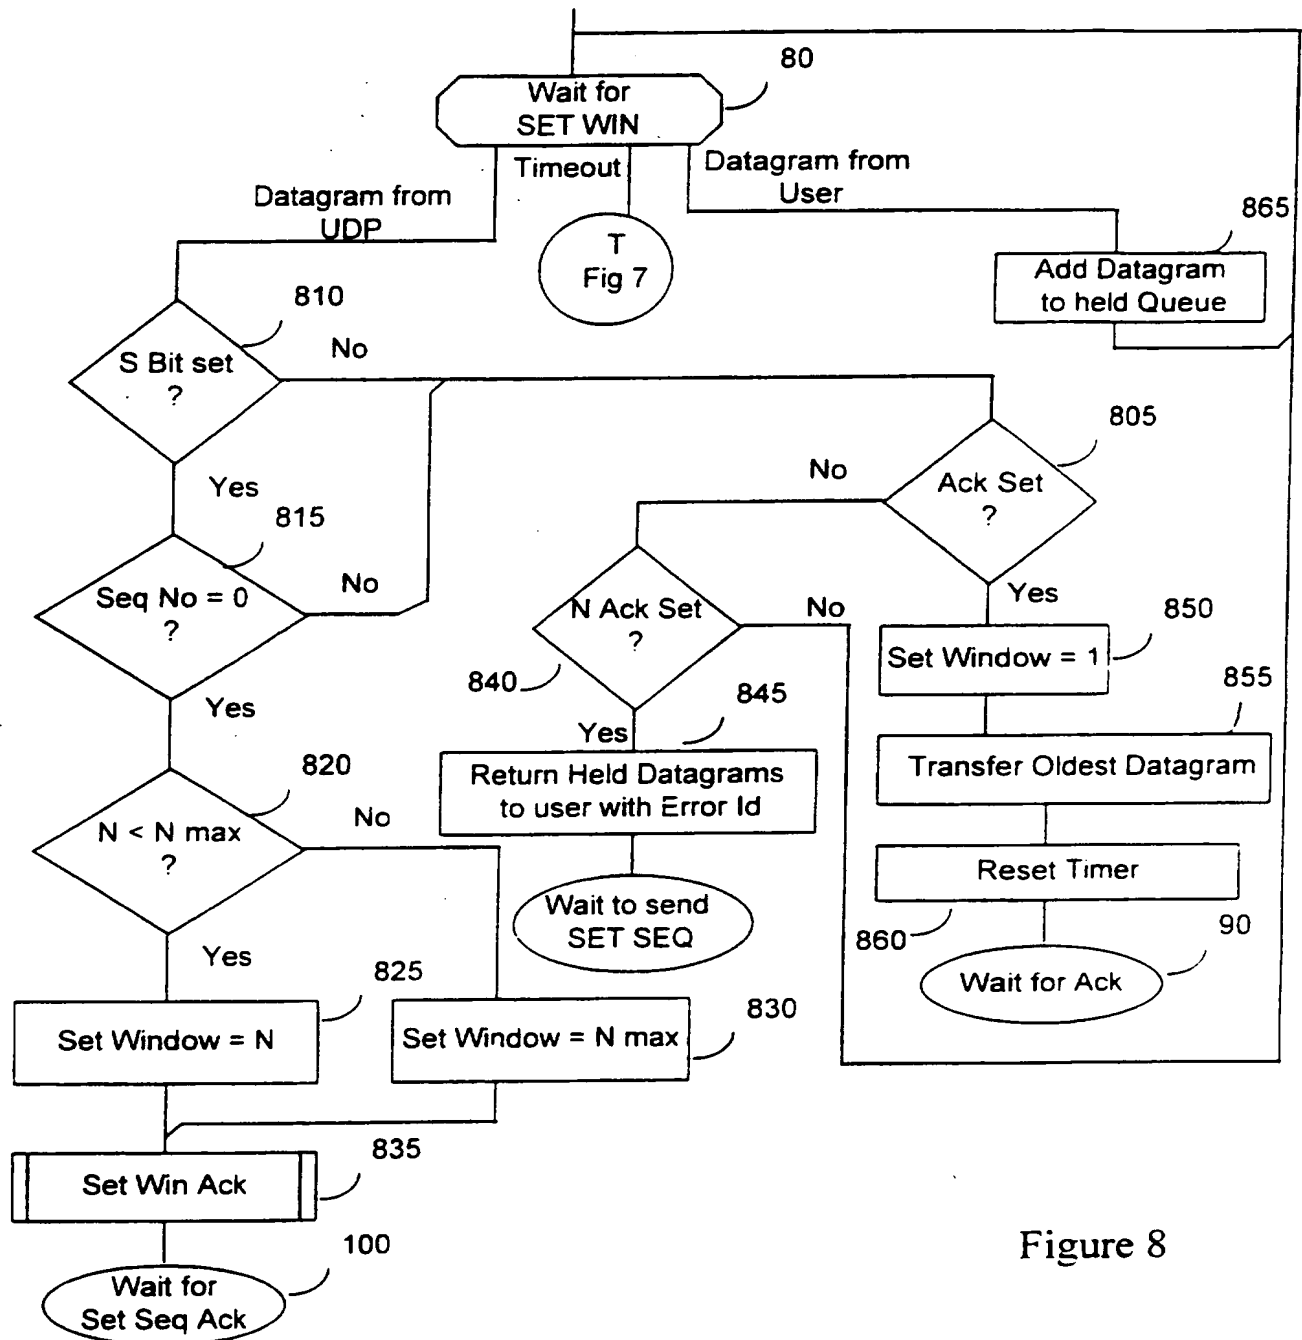 80
Wait for
SET WIN
Timeout
Datagram from
User
Datagram from
UDP
865
T
Fig 7
Add Datagram
to held Queue
810
S Bit set
?
No
805
Ack Set
?
No
Yes
815
Seq No = 0
?
No
N Ack Set
?
No
Yes
850
Set Window = 1
840
845
855
Yes
Yes
Return Held Datagrams
to user with Error Id
Transfer Oldest Datagram
820
N < N max
?
No
Reset Timer
860
90
Wait to send
SET SEQ
Wait for Ack
Yes
825
Set Window = N
830
Set Window = N max
835
Set Win Ack
100
Wait for
Set Seq Ack
Figure 8